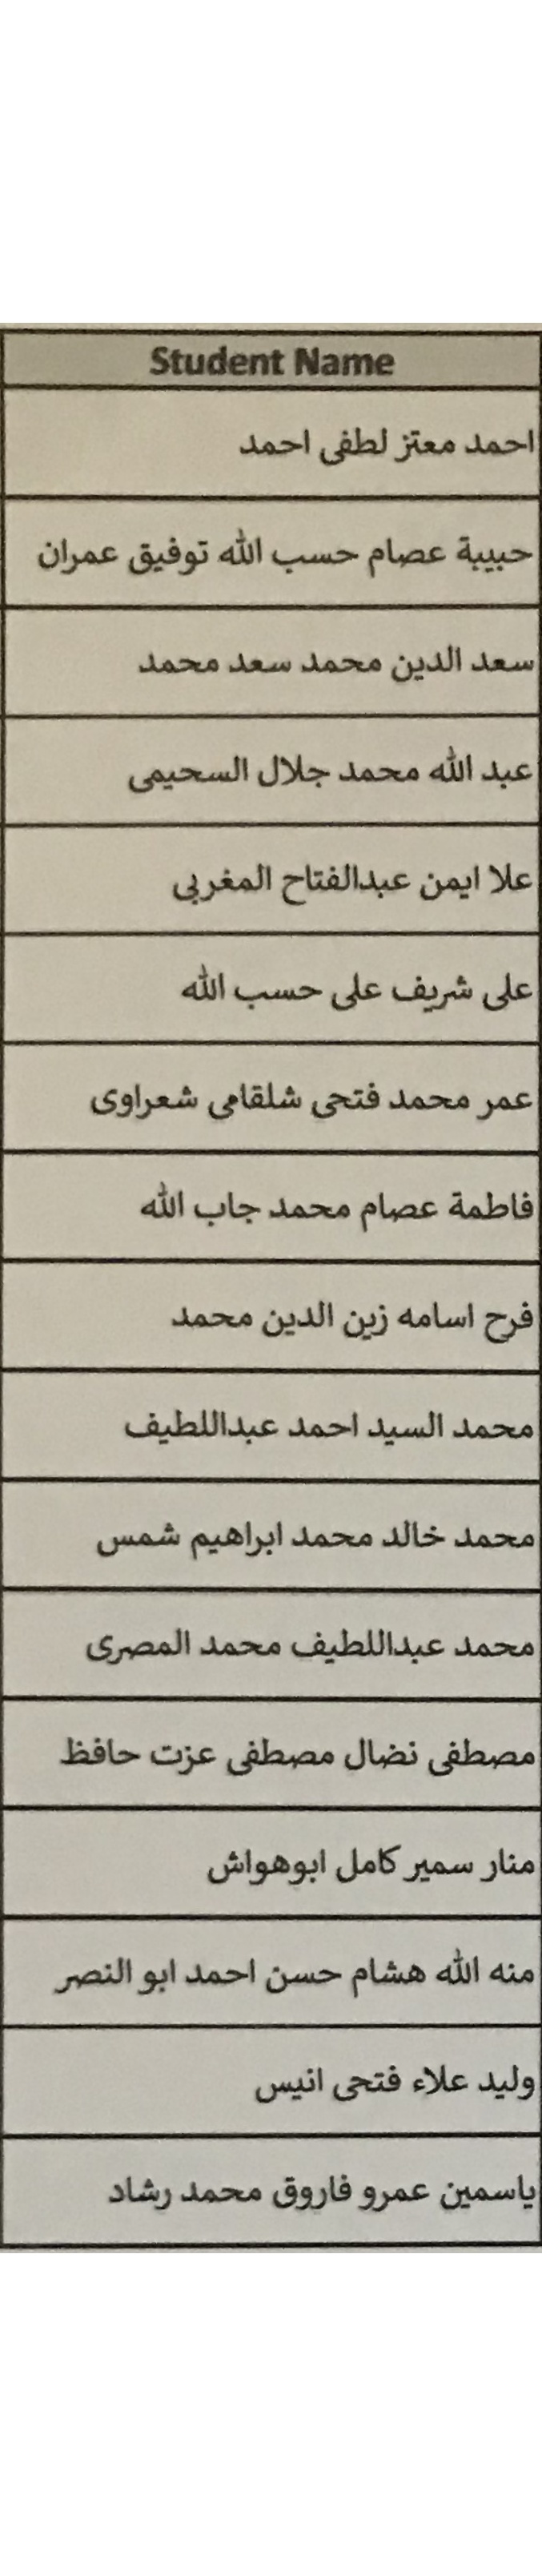 Student Name
احمد معتز لطفى احمد
حبيبة عصام حسب الله توفيق عمران
سعد الدين محمد سعد محمد
عبد الله محمد جلال السحيمى
علا ايمن عبدالفتاح المغربى
على شريف على حسب الله
عمر محمد فتحى شلقامى شعراوى
فاطمة عصام محمد جاب الله
فرح اسامه زين الدين محمد
محمد السيد احمد عبداللطيف
محمد خالد محمد ابراهيم شمس
محمد عبداللطيف محمد المصرى
مصطفى نضال مصطفى عزت حافظ
منار سمير كامل ابوهواش
منه الله هشام حسن احمد ابو النصر
وليد علاء فتحى انيس
ياسمين عمرو فاروق محمد رشاد